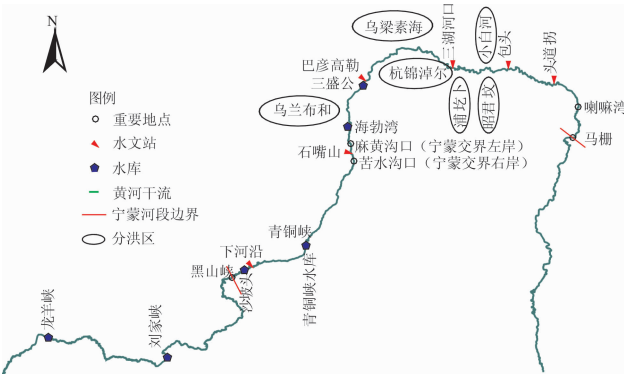 N
乌梁素海
三湖河口
小白河
包头
头道拐
巴彦高勒
三盛公
杭锦淖尔
蒲圪卜
昭君坟
喇嘛湾
马栅
乌兰布和
海勃湾
石嘴山
麻黄沟口（宁蒙交界左岸）
苦水沟口（宁蒙交界右岸）
图例
重要地点
水文站
水库
黄河干流
宁蒙河段边界
分洪区
青铜峡
青铜峡水库
下河沿
黑山峡
沙坡头
龙羊峡
刘家峡